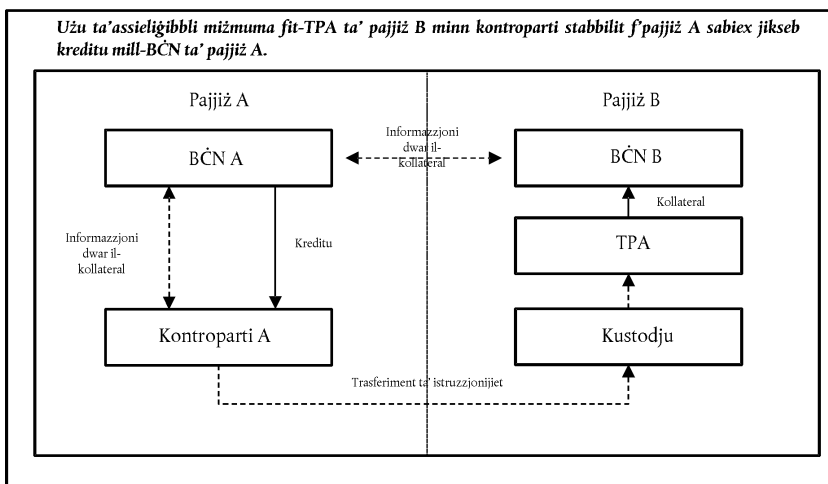 Użu ta'assieliġibbli miżmuma fit-TPA ta' pajjiż B minn kontroparti stabbilit f'pajjiż A sabiex jikseb
kreditu mill-BĊN ta' pajjiż A.
Pajjiż A
Pajjiż B
BĊN A
Informazzjoni
dwar il-
kollateral
BĊN B
Kollateral
TPA
Informazzjoni
dwar il-
kollateral
Kreditu
Kontroparti A
Kustodju
Trasferiment ta' istruzzjonijiet